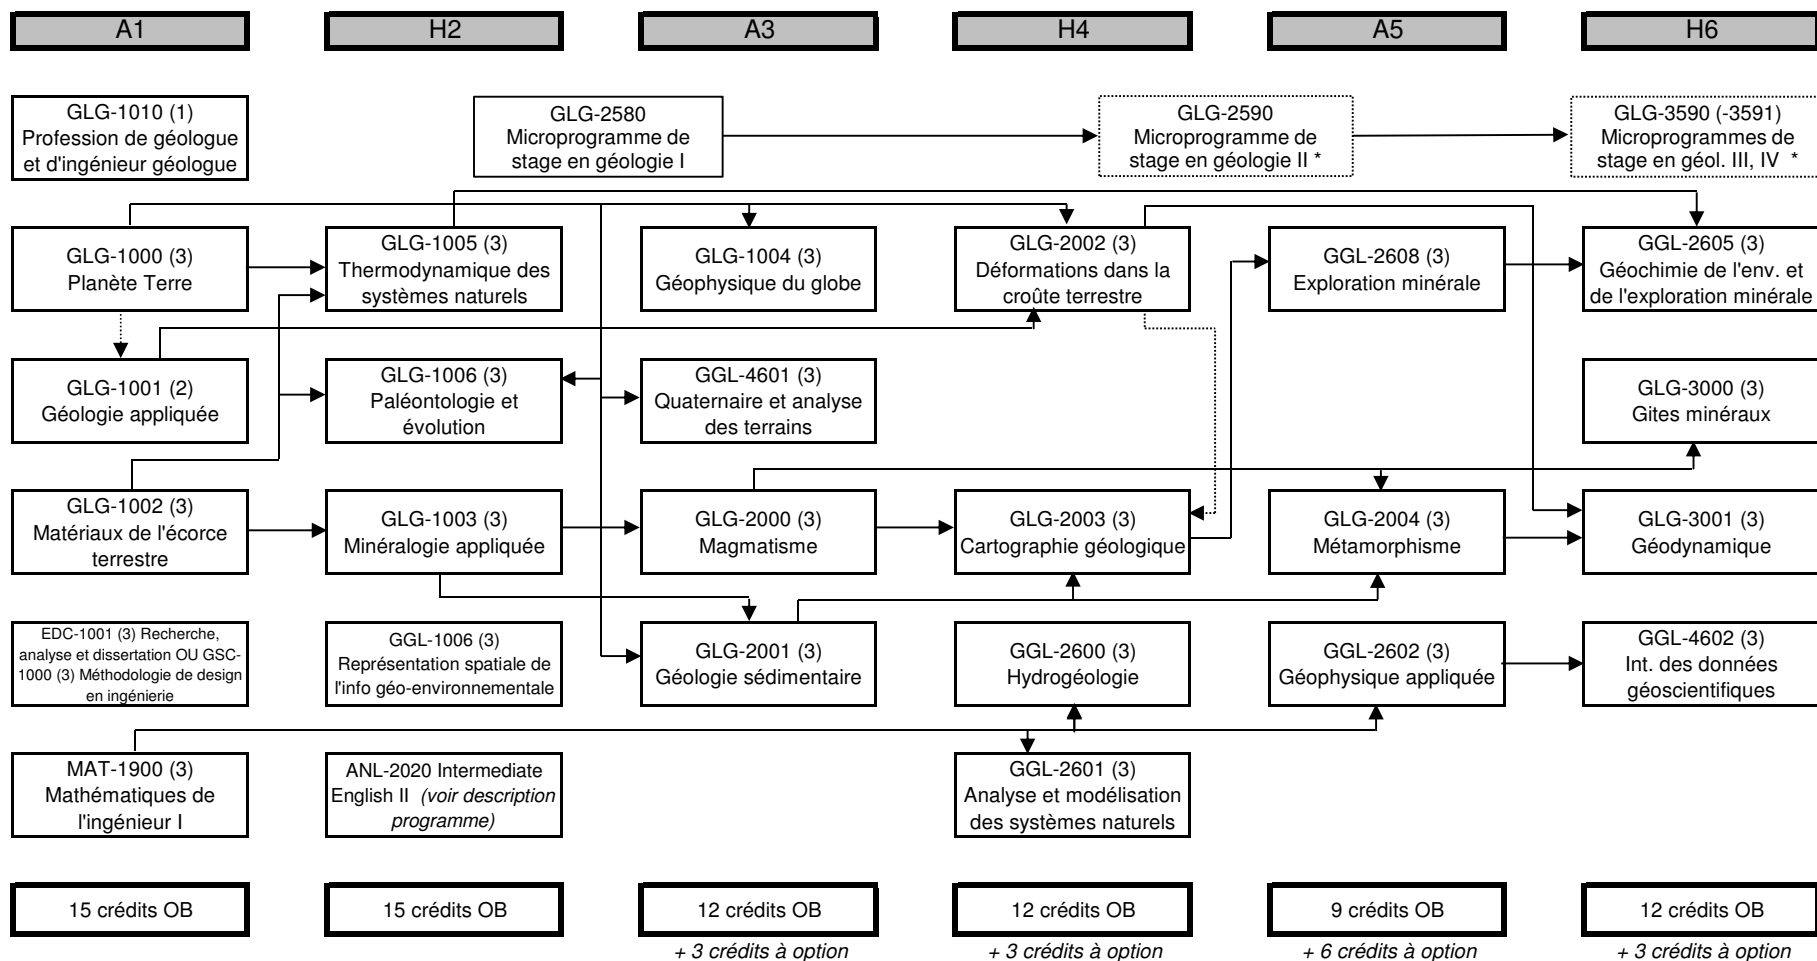 A1
H2
A3
H4
A5
H6
GLG-1010 (1)
Profession de géologue
et d'ingénieur géologue
GLG-2580
Microprogramme de
stage en géologie I
GLG-2590
Microprogramme de
stage en géologie II *
GLG-3590 (-3591)
Microprogrammes de
stage en géol. III, IV *
GLG-1000 (3)
Planète Terre
GLG-1005 (3)
Thermodynamique des
systèmes naturels
GLG-1004 (3)
Géophysique du globe
GLG-2002 (3)
Déformations dans la
croûte terrestre
GGL-2608 (3)
Exploration minérale
GGL-2605 (3)
Géochimie de l'env. et
de l'exploration minérale
GLG-1001 (2)
Géologie appliquée
GLG-1006 (3)
Paléontologie et
évolution
GGL-4601 (3)
Quaternaire et analyse
des terrains
GLG-3000 (3)
Gites minéraux
GLG-1002 (3)
Matériaux de l'écorce
terrestre
GLG-1003 (3)
Minéralogie appliquée
GLG-2000 (3)
Magmatisme
GLG-2003 (3)
Cartographie géologique
GLG-2004 (3)
Métamorphisme
GLG-3001 (3)
Géodynamique
EDC-1001 (3) Recherche,
analyse et dissertation OU GSC-
1000 (3) Méthodologie de design
en ingénierie
GGL-1006 (3)
Représentation spatiale de
l'info géo-environnementale
GLG-2001 (3)
Géologie sédimentaire
GGL-2600 (3)
Hydrogéologie
GGL-2602 (3)
Géophysique appliquée
GGL-4602 (3)
Int. des données
géoscientifiques
MAT-1900 (3)
Mathématiques de
l'ingénieur I
ANL-2020 Intermediate
English II (voir description
programme)
GGL-2601 (3)
Analyse et modélisation
des systèmes naturels
15 crédits OB
15 crédits OB
12 crédits OB
12 crédits OB
9 crédits OB
12 crédits OB
+ 3 crédits à option
+ 3 crédits à option
+ 6 crédits à option
+ 3 crédits à option